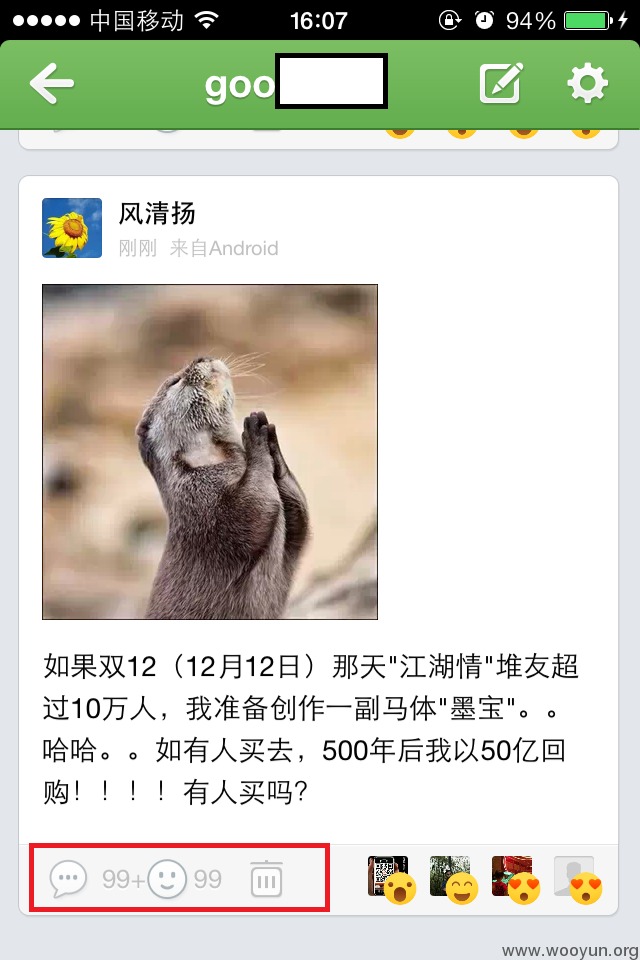 中国移动 16:07 94%
goo
风清扬
刚刚 来自Android
如果双12（12月12日）那天"江湖情"堆友超
过10万人，我准备创作一副马体"墨宝"。。
哈哈。。如有人买去，500年后我以50亿回
购！！！！有人买吗？
99+ 99
www.wooyun.org